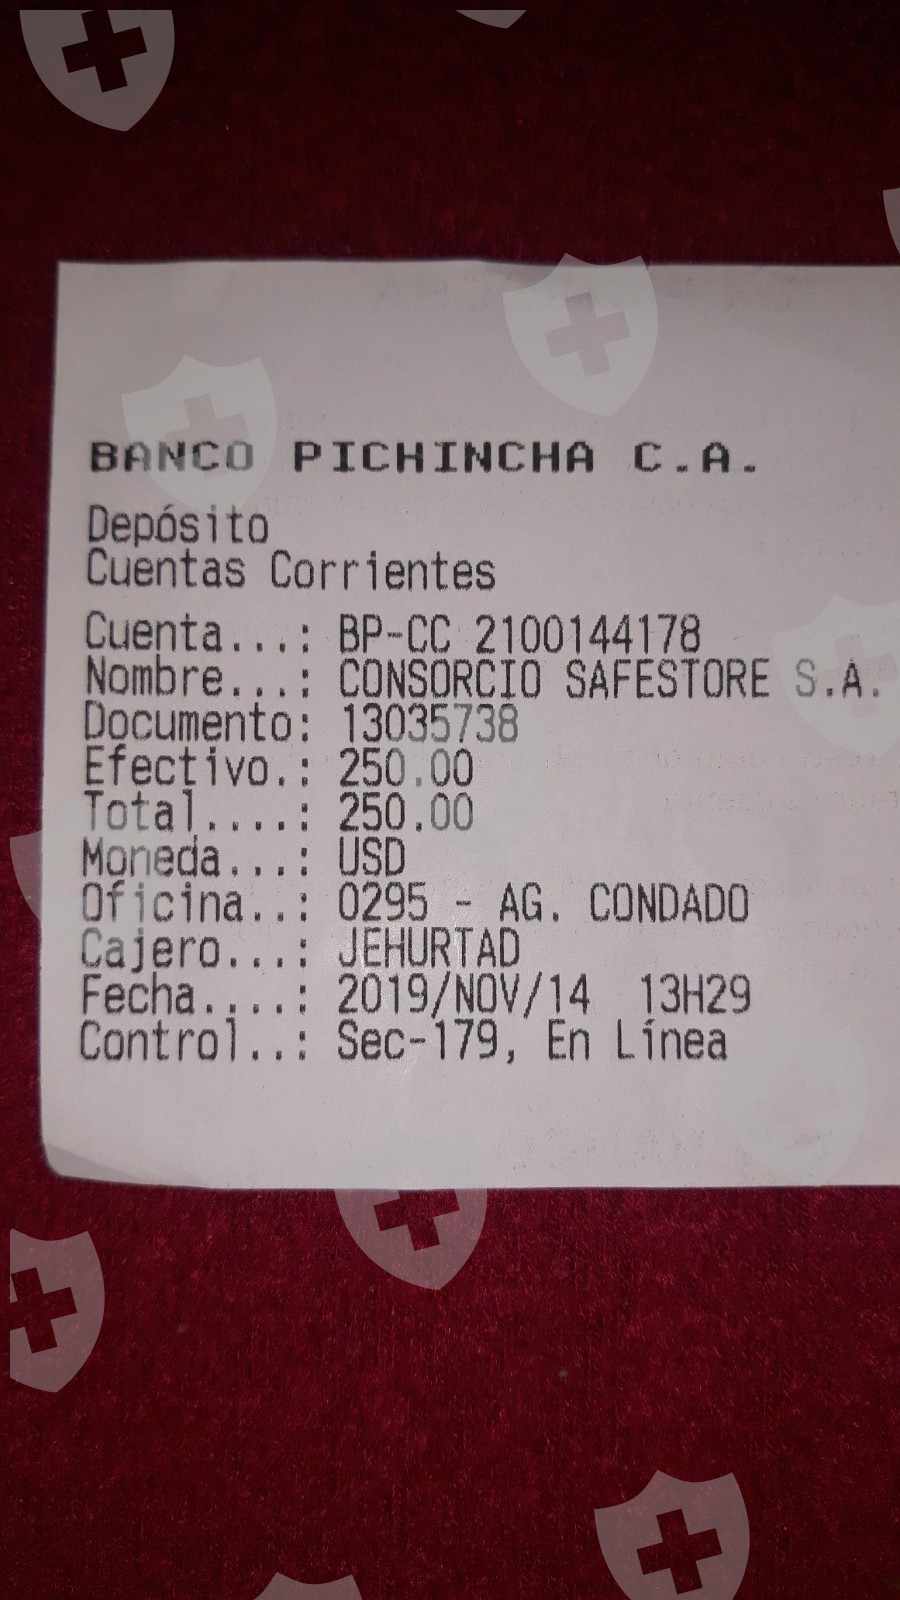 BANCO PICHINCHA C.A.
Depósito
Cuentas Corrientes
Cuenta...: BP-CC 2100144178
Nombre...: CONSORCIO SAFESTORE S.A.
Documento: 13035738
Efectivo.: 250.00
Total....: 250.00
Moneda...: USD
Oficina..: 0295 - AG. CONDADO
Cajero...: JEHURTAD
Fecha....: 2019/NOV/14 13H29
Control..: Sec-179, En Línea